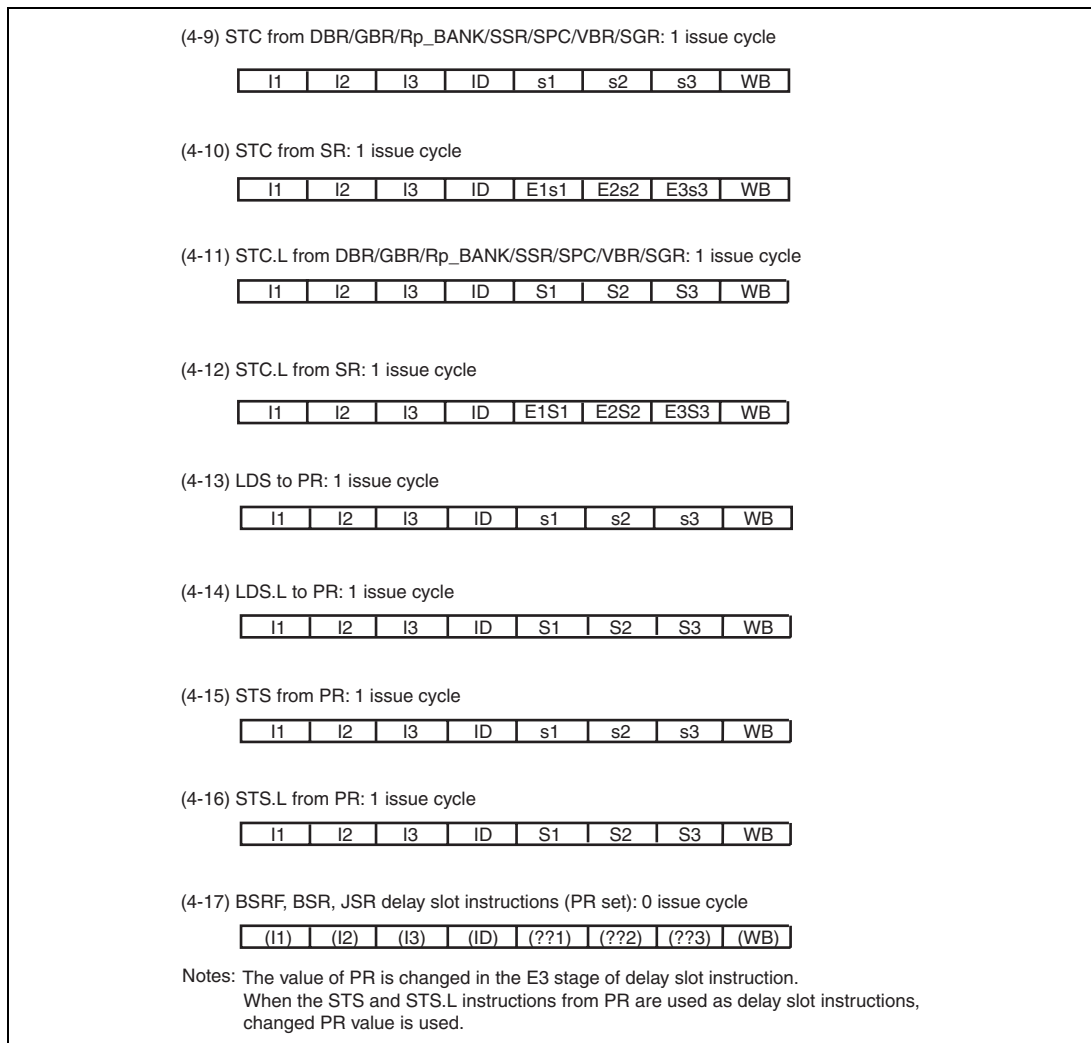 (4-9) STC from DBR/GBR/Rp_BANK/SSR/SPC/VBR/SGR: 1 issue cycle
I1 I2 I3 ID s1 s2 s3 WB
(4-10) STC from SR: 1 issue cycle
I1 I2 I3 ID E1s1 E2s2 E3s3 WB
(4-11) STC.L from DBR/GBR/Rp_BANK/SSR/SPC/VBR/SGR: 1 issue cycle
I1 I2 I3 ID S1 S2 S3 WB
(4-12) STC.L from SR: 1 issue cycle
I1 I2 I3 ID E1S1 E2S2 E3S3 WB
(4-13) LDS to PR: 1 issue cycle
I1 I2 I3 ID s1 s2 s3 WB
(4-14) LDS.L to PR: 1 issue cycle
I1 I2 I3 ID S1 S2 S3 WB
(4-15) STS from PR: 1 issue cycle
I1 I2 I3 ID s1 s2 s3 WB
(4-16) STS.L from PR: 1 issue cycle
I1 I2 I3 ID S1 S2 S3 WB
(4-17) BSRF, BSR, JSR delay slot instructions (PR set): 0 issue cycle
(I1) (I2) (I3) (ID) (??1) (??2) (??3) (WB)
Notes: The value of PR is changed in the E3 stage of delay slot instruction.
When the STS and STS.L instructions from PR are used as delay slot instructions,
changed PR value is used.